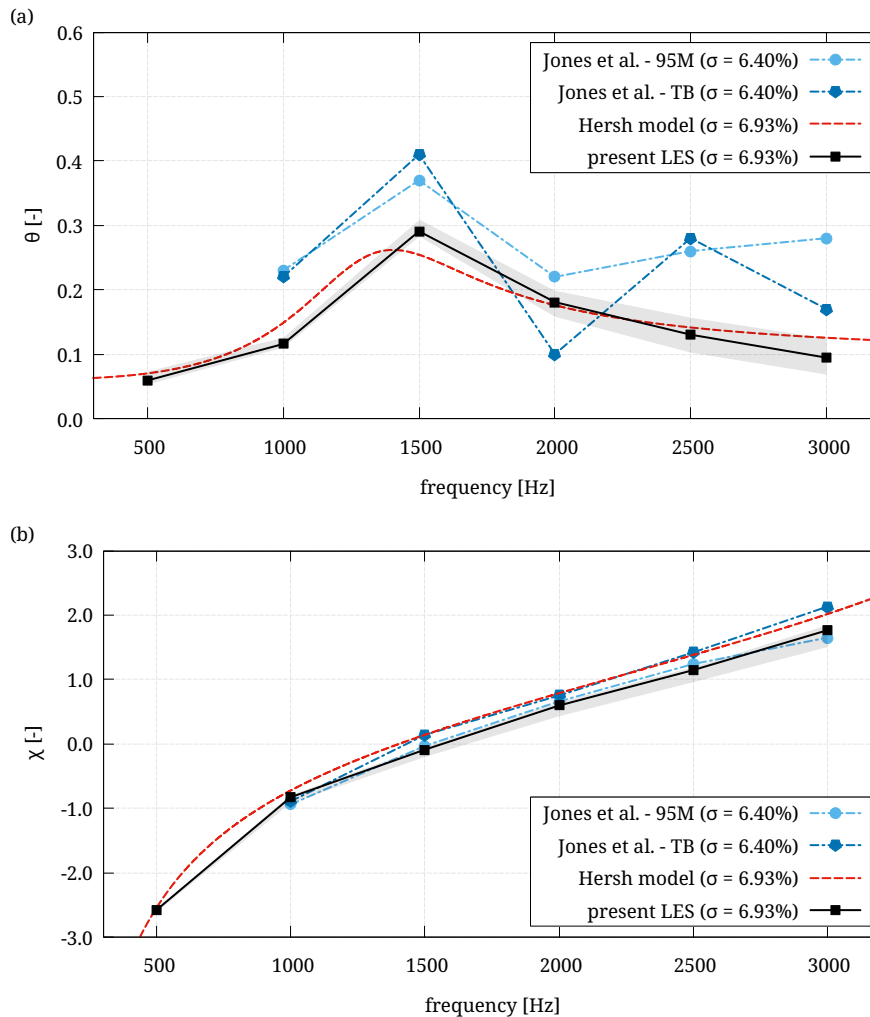 (a)
0.6
0.5
0.4
0.3
0.2
0.1
0.0
θ [-]
Jones et al. - 95M (σ = 6.40%)
Jones et al. - TB (σ = 6.40%)
Hersh model (σ = 6.93%)
present LES (σ = 6.93%)
500 1000 1500 2000 2500 3000
frequency [Hz]
(b)
3.0
2.0
1.0
0.0
-1.0
-2.0
-3.0
χ [-]
Jones et al. - 95M (σ = 6.40%)
Jones et al. - TB (σ = 6.40%)
Hersh model (σ = 6.93%)
present LES (σ = 6.93%)
500 1000 1500 2000 2500 3000
frequency [Hz]